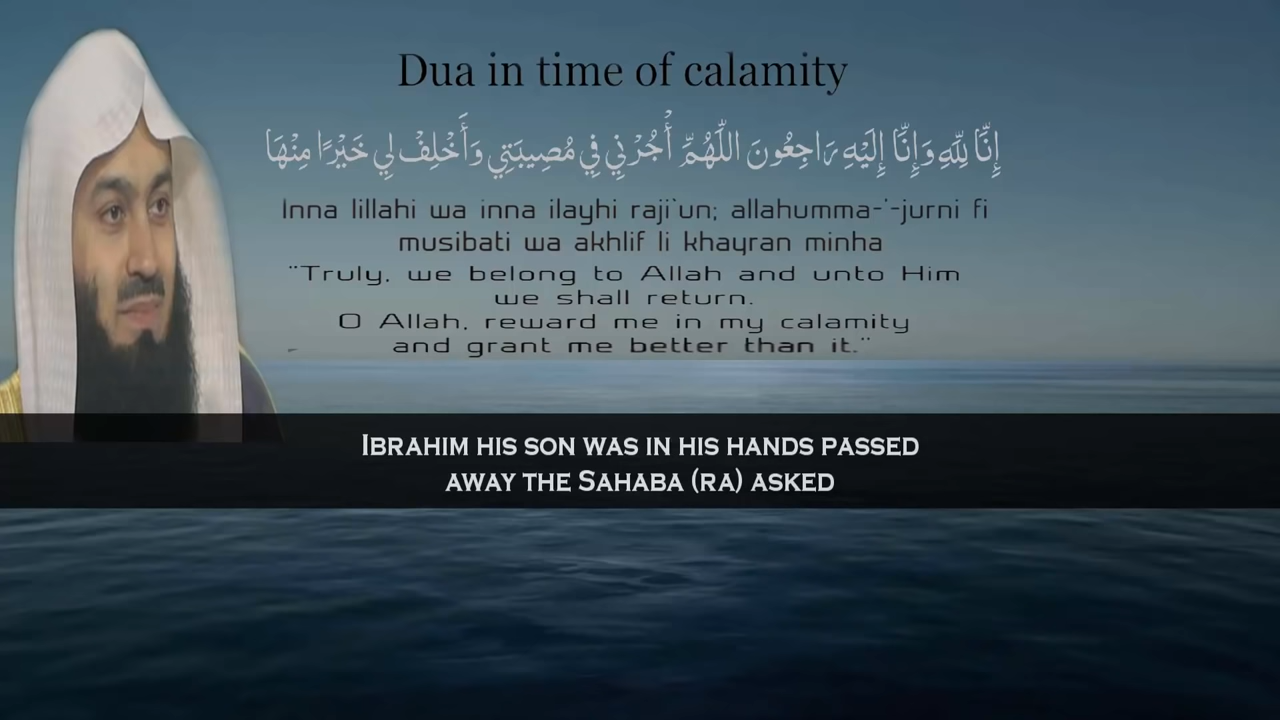 Dua in time of calamity
إِنَّا لِلَّهِ وَإِنَّا إِلَيْهِ رَاجِعُونَ اللَّهُمَّ أْجُرْنِي فِي مُصِيبَتِي وَأَخْلِفْ لِي خَيْرًا مِنْهَا
Inna lillahi wa inna ilayhi raji`un; allahumma-'-jurni fi
musibati wa akhlif li khayran minha
"Truly, we belong to Allah and unto Him
we shall return.
O Allah, reward me in my calamity
and grant me better than it."
Ibrahim his son was in his hands passed
away the Sahaba (ra) asked